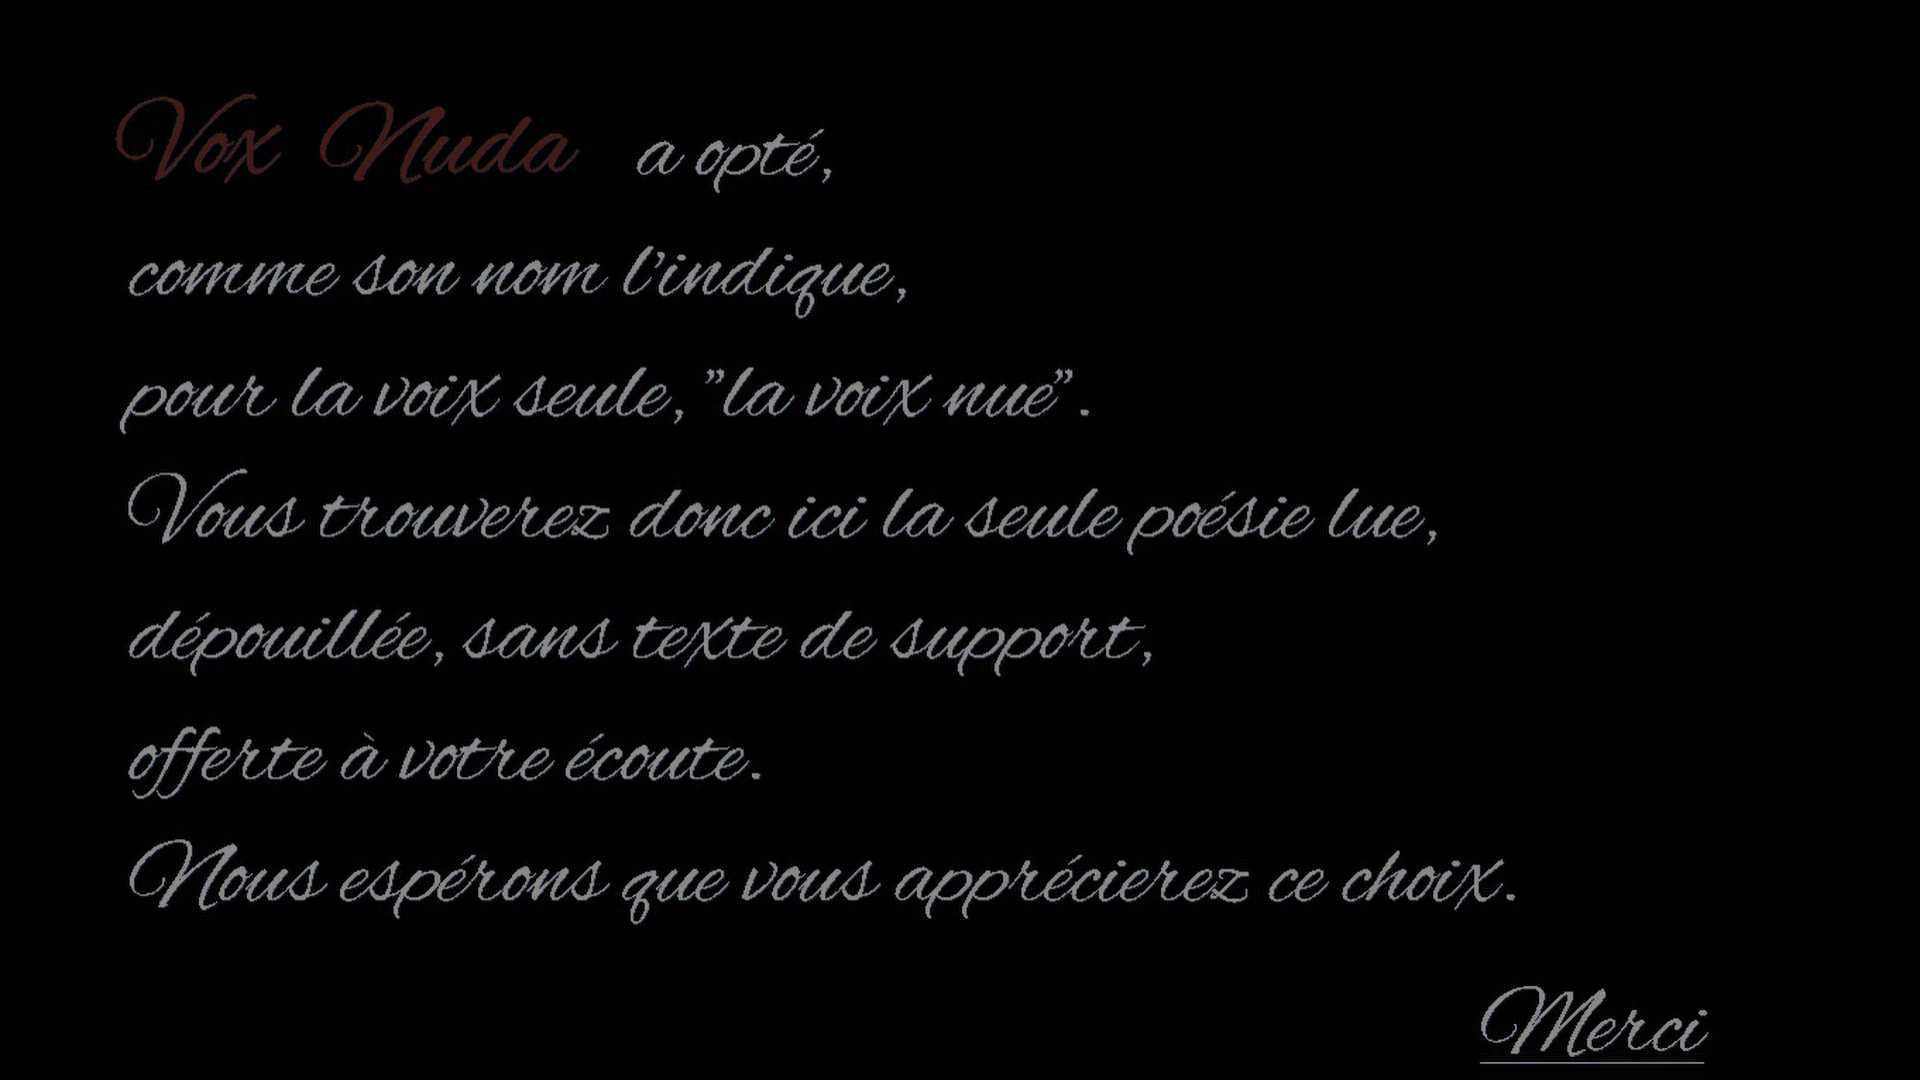 Vox Nuda a opté,
comme son nom l'indique,
pour la voix seule, "la voix nue".
Vous trouverez donc ici la seule poésie lue,
dépouillée, sans texte de support,
offerte à votre écoute.
Nous espérons que vous apprécierez ce choix.
Merci